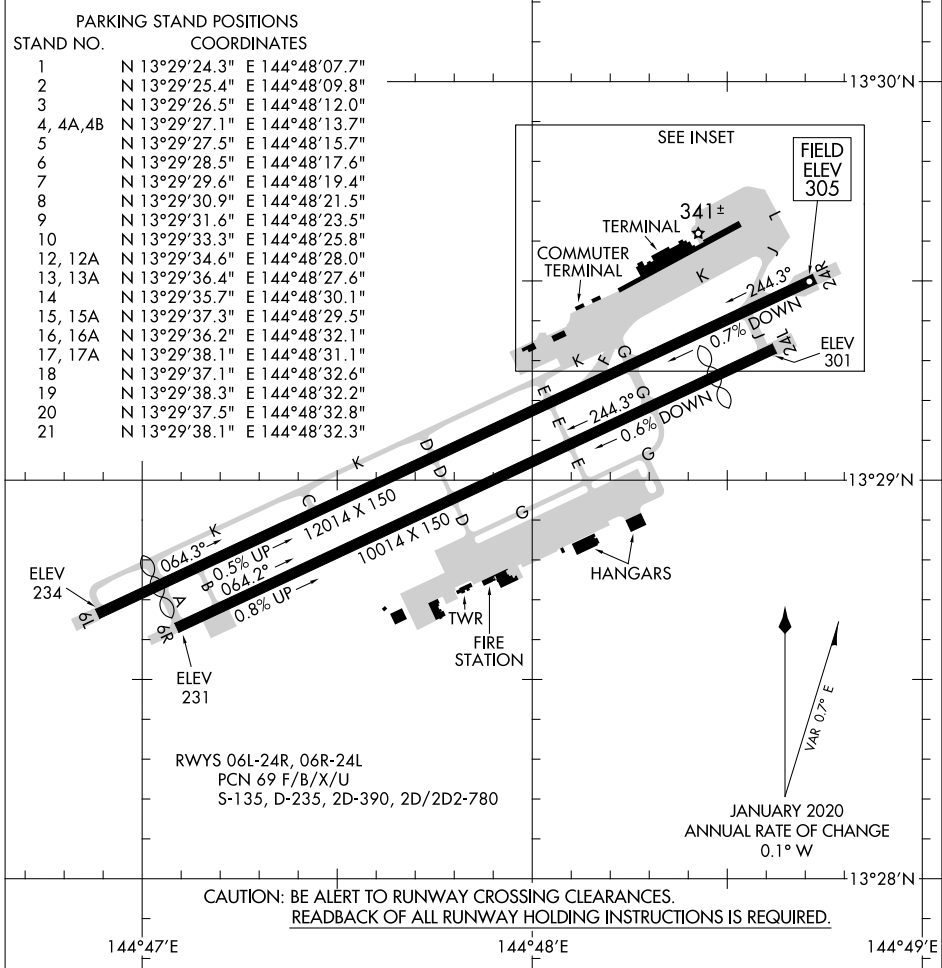 PARKING STAND POSITIONS
STAND NO. COORDINATES
1 N 13°29'24.3" E 144°48'07.7"
2 N 13°29'25.4" E 144°48'09.8"
3 N 13°29'26.5" E 144°48'12.0"
4, 4A,4B N 13°29'27.1" E 144°48'13.7"
5 N 13°29'27.5" E 144°48'15.7"
6 N 13°29'28.5" E 144°48'17.6"
7 N 13°29'29.6" E 144°48'19.4"
8 N 13°29'30.9" E 144°48'21.5"
9 N 13°29'31.6" E 144°48'23.5"
10 N 13°29'33.3" E 144°48'25.8"
12, 12A N 13°29'34.6" E 144°48'28.0"
13, 13A N 13°29'36.4" E 144°48'27.6"
14 N 13°29'35.7" E 144°48'30.1"
15, 15A N 13°29'37.3" E 144°48'29.5"
16, 16A N 13°29'36.2" E 144°48'32.1"
17, 17A N 13°29'38.1" E 144°48'31.1"
18 N 13°29'37.1" E 144°48'32.6"
19 N 13°29'38.3" E 144°48'32.2"
20 N 13°29'37.5" E 144°48'32.8"
21 N 13°29'38.1" E 144°48'32.3"
13°30'N
SEE INSET
FIELD
ELEV
305
341±
TERMINAL
COMMUTER
TERMINAL
L
J
K
24R
244.3°
0.7% DOWN
J
24L
ELEV
301
K
F
G
E
E
E
G
G
244.3°
0.6% DOWN
13°29'N
D
D
D
G
K
C
K
12014 X 150
10014 X 150
064.3°
0.5% UP
064.2°
0.8% UP
B
A
6L
6R
ELEV
234
ELEV
231
HANGARS
TWR
FIRE
STATION
VAR 0.7° E
RWYS 06L-24R, 06R-24L
PCN 69 F/B/X/U
S-135, D-235, 2D-390, 2D/2D2-780
JANUARY 2020
ANNUAL RATE OF CHANGE
0.1° W
13°28'N
CAUTION: BE ALERT TO RUNWAY CROSSING CLEARANCES.
READBACK OF ALL RUNWAY HOLDING INSTRUCTIONS IS REQUIRED.
144°47'E
144°48'E
144°49'E